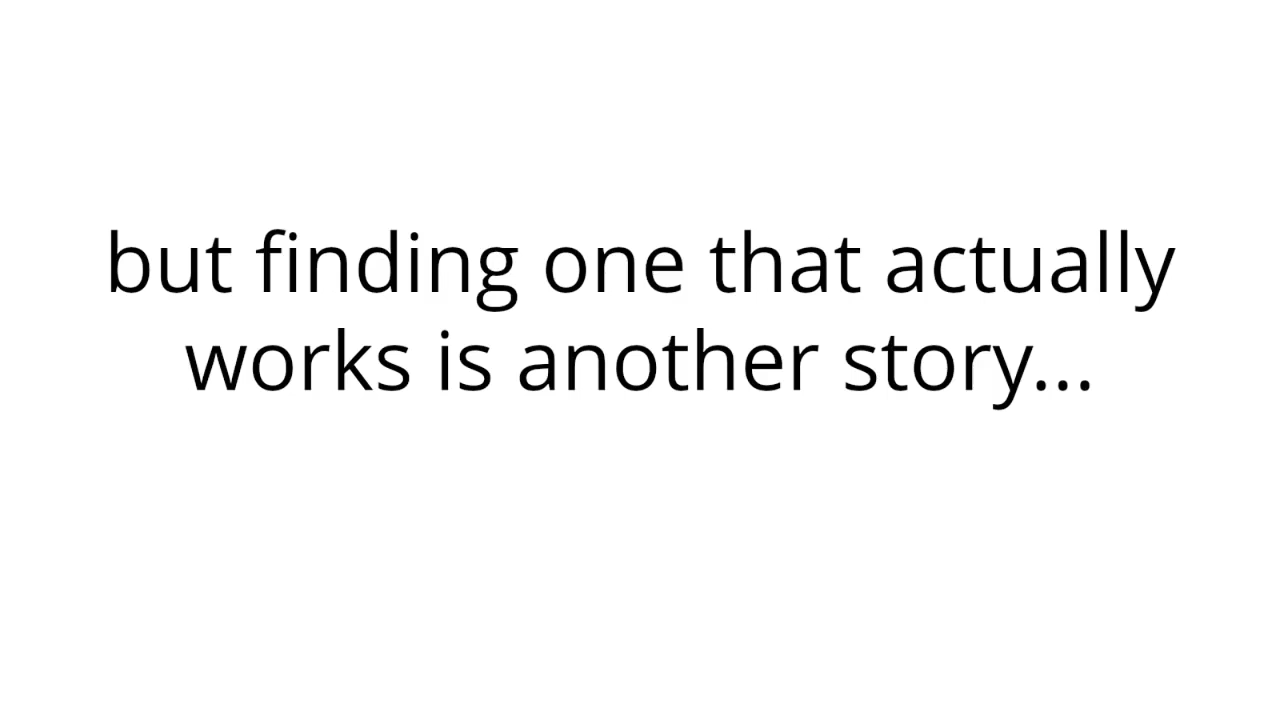 but finding one that actually
works is another story...